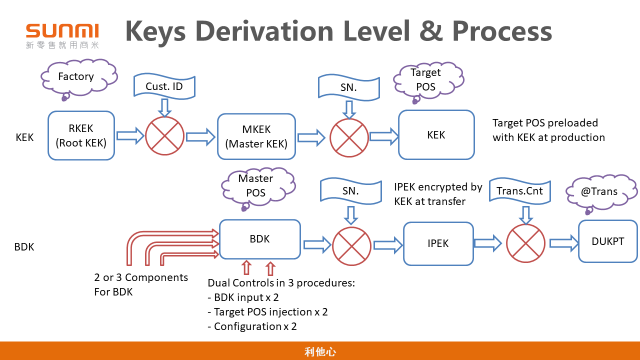 SUNMI
新零售就用商米
Keys Derivation Level & Process
Factory
Cust. ID
SN.
Target
POS
KEK
RKEK
(Root KEK)
MKEK
(Master KEK)
KEK
Target POS preloaded
with KEK at production
Master
POS
SN.
IPEK encrypted by
KEK at transfer
Trans.Cnt
@Trans
BDK
BDK
IPEK
DUKPT
2 or 3 Components
For BDK
Dual Controls in 3 procedures:
- BDK input x 2
- Target POS injection x 2
- Configuration x 2
利他心